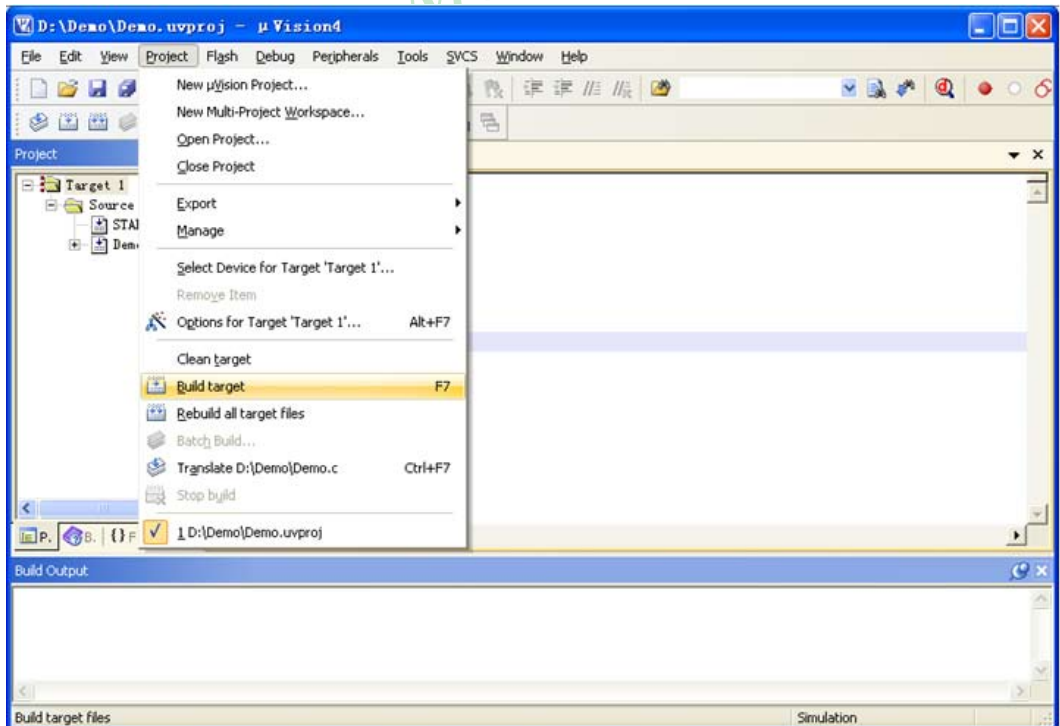 D:\Demo\Demo.uvproj - μVision4
File Edit View Project Flash Debug Peripherals Tools SVCS Window Help
Project
New μVision Project...
New Multi-Project Workspace...
Open Project...
Close Project
Export
Manage
Select Device for Target 'Target 1'...
Remove Item
Options for Target 'Target 1'... Alt+F7
Clean target
Build target F7
Rebuild all target files
Batch Build...
Translate D:\Demo\Demo.c Ctrl+F7
Stop build
1 D:\Demo\Demo.uvproj
Target 1
Source
STA
Dem
P. B. {} F
Build Output
Build target files Simulation